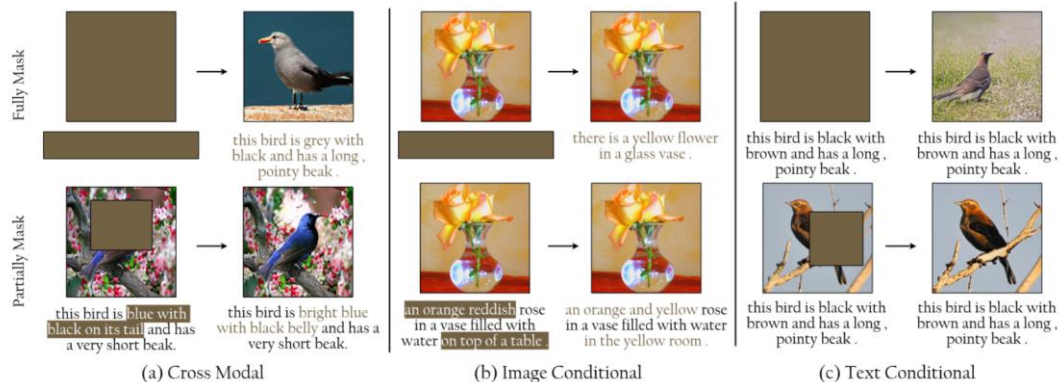 Fully Mask
this bird is grey with
black and has a long ,
pointy beak .
there is a yellow flower
in a glass vase .
this bird is black with
brown and has a long ,
pointy beak .
this bird is black with
brown and has a long ,
pointy beak .
Partially Mask
this bird is blue with
black on its tail and has
a very short beak.
this bird is bright blue
with black belly and has a
very short beak.
an orange reddish rose
in a vase filled with
water on top of a table .
an orange and yellow rose
in a vase filled with water
in the yellow room .
this bird is black with
brown and has a long ,
pointy beak .
this bird is black with
brown and has a long ,
pointy beak .
(a) Cross Modal
(b) Image Conditional
(c) Text Conditional